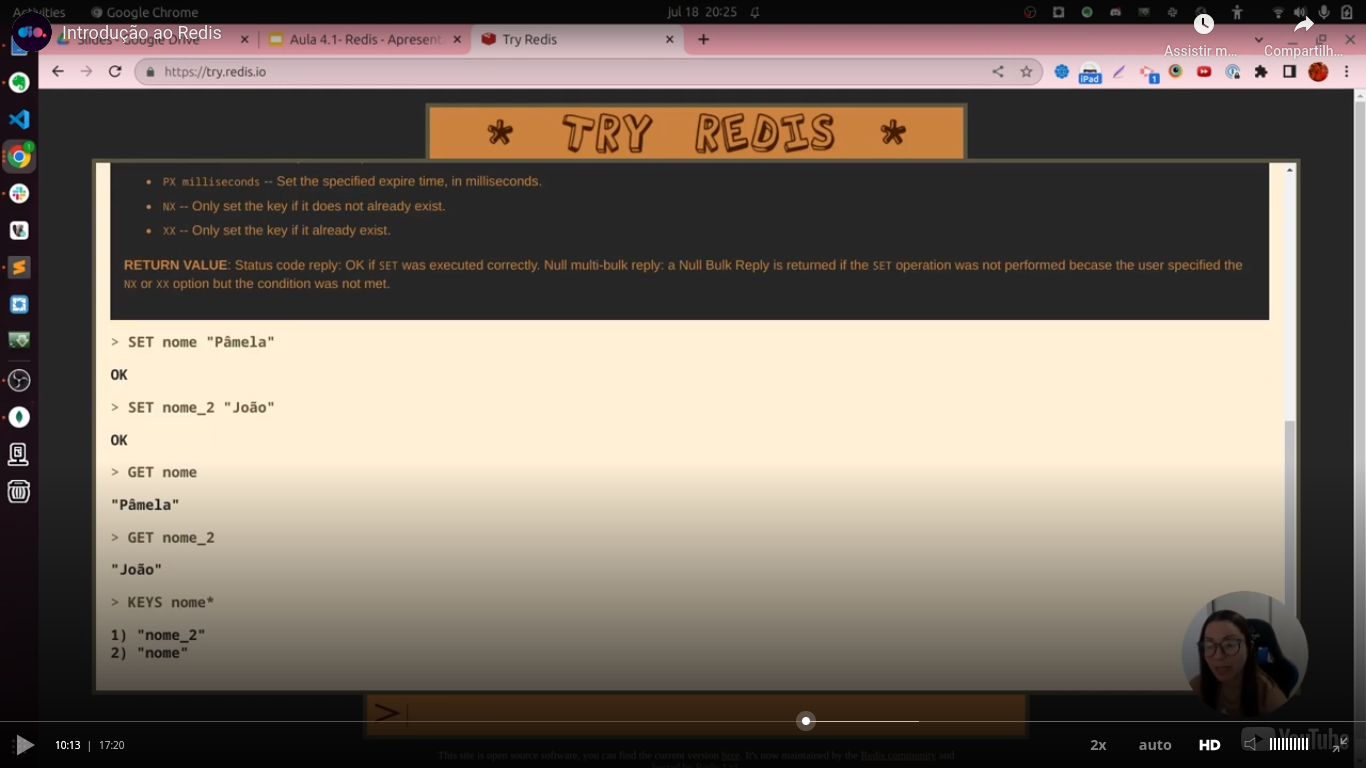 Activities Google Chrome jul 18 20:25
Introdução ao Redis
Slides - Google Drive
Aula 4.1- Redis - Apresent
Try Redis
Assistir m...
Compartilh...
https://try.redis.io
iPad
1
* TRY REDIS *
• PX milliseconds -- Set the specified expire time, in milliseconds.
• NX -- Only set the key if it does not already exist.
• XX -- Only set the key if it already exist.
RETURN VALUE: Status code reply: OK if SET was executed correctly. Null multi-bulk reply: a Null Bulk Reply is returned if the SET operation was not performed becase the user specified the
NX or XX option but the condition was not met.
> SET nome "Pâmela"
OK
> SET nome_2 "João"
OK
> GET nome
"Pâmela"
> GET nome_2
"João"
> KEYS nome*
1) "nome_2"
2) "nome"
>
10:13 | 17:20
2x auto HD YouTube
This site is open source software, you can find the current version here. It's now maintained by the Redis community and